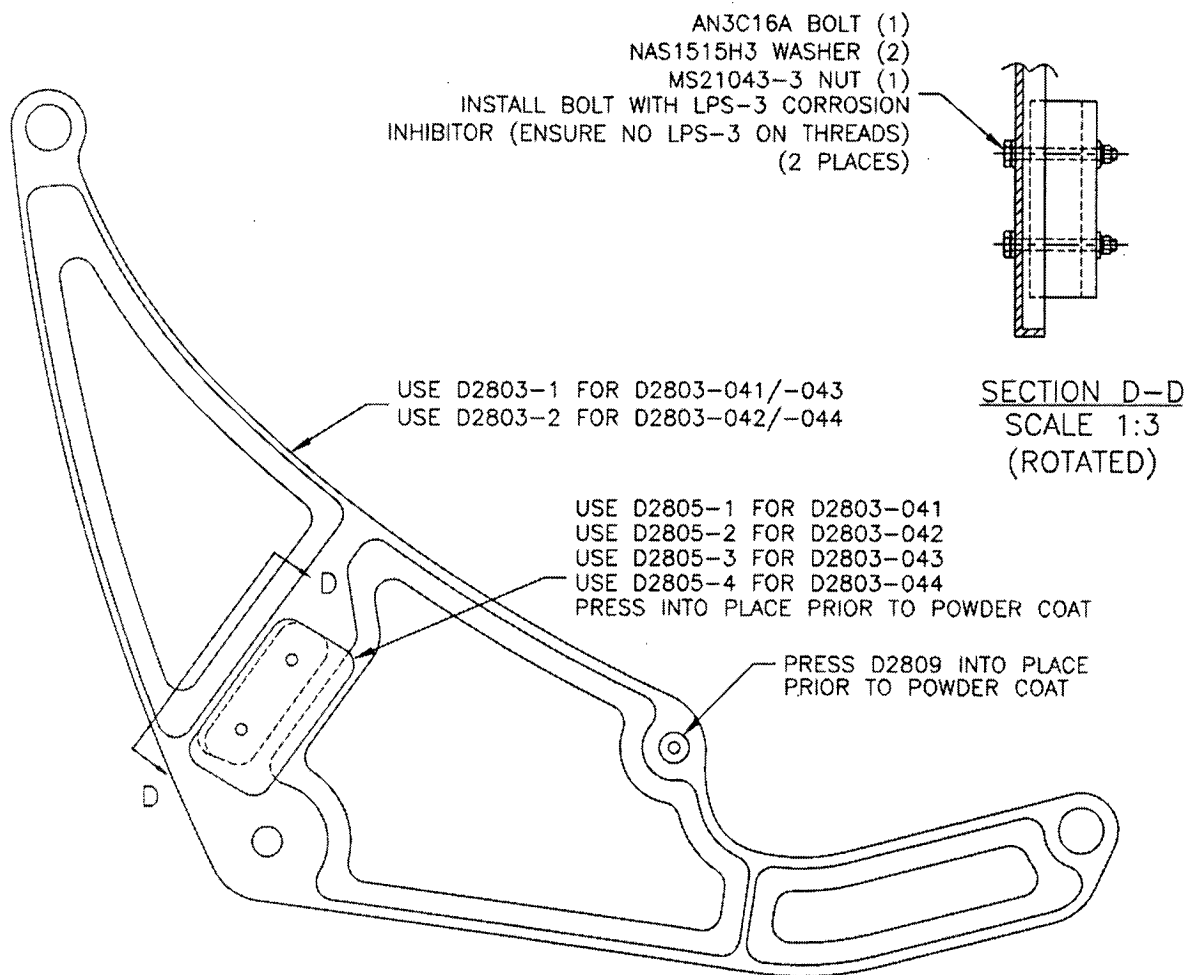 AN3C16A BOLT (1)
NAS1515H3 WASHER (2)
MS21043-3 NUT (1)
INSTALL BOLT WITH LPS-3 CORROSION
INHIBITOR (ENSURE NO LPS-3 ON THREADS)
(2 PLACES)
USE D2803-1 FOR D2803-041/-043
USE D2803-2 FOR D2803-042/-044
SECTION D-D
SCALE 1:3
(ROTATED)
USE D2805-1 FOR D2803-041
USE D2805-2 FOR D2803-042
USE D2805-3 FOR D2803-043
USE D2805-4 FOR D2803-044
PRESS INTO PLACE PRIOR TO POWDER COAT
D
PRESS D2809 INTO PLACE
PRIOR TO POWDER COAT
D